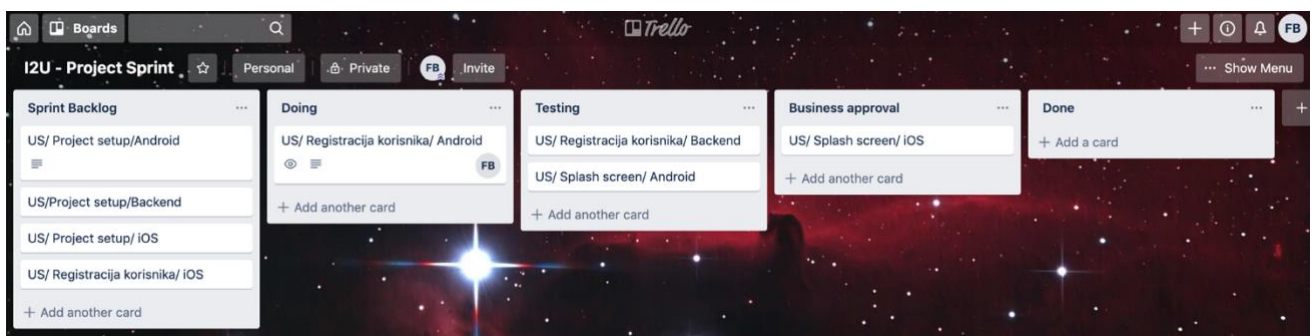 Boards
Trello
FB
I2U - Project Sprint
Personal
Private
FB
Invite
... Show Menu
Sprint Backlog
US/ Project setup/Android
US/Project setup/Backend
US/ Project setup/ iOS
US/ Registracija korisnika/ iOS
+ Add another card
Doing
US/ Registracija korisnika/ Android
FB
+ Add another card
Testing
US/ Registracija korisnika/ Backend
US/ Splash screen/ Android
+ Add another card
Business approval
US/ Splash screen/ iOS
+ Add another card
Done
+ Add a card